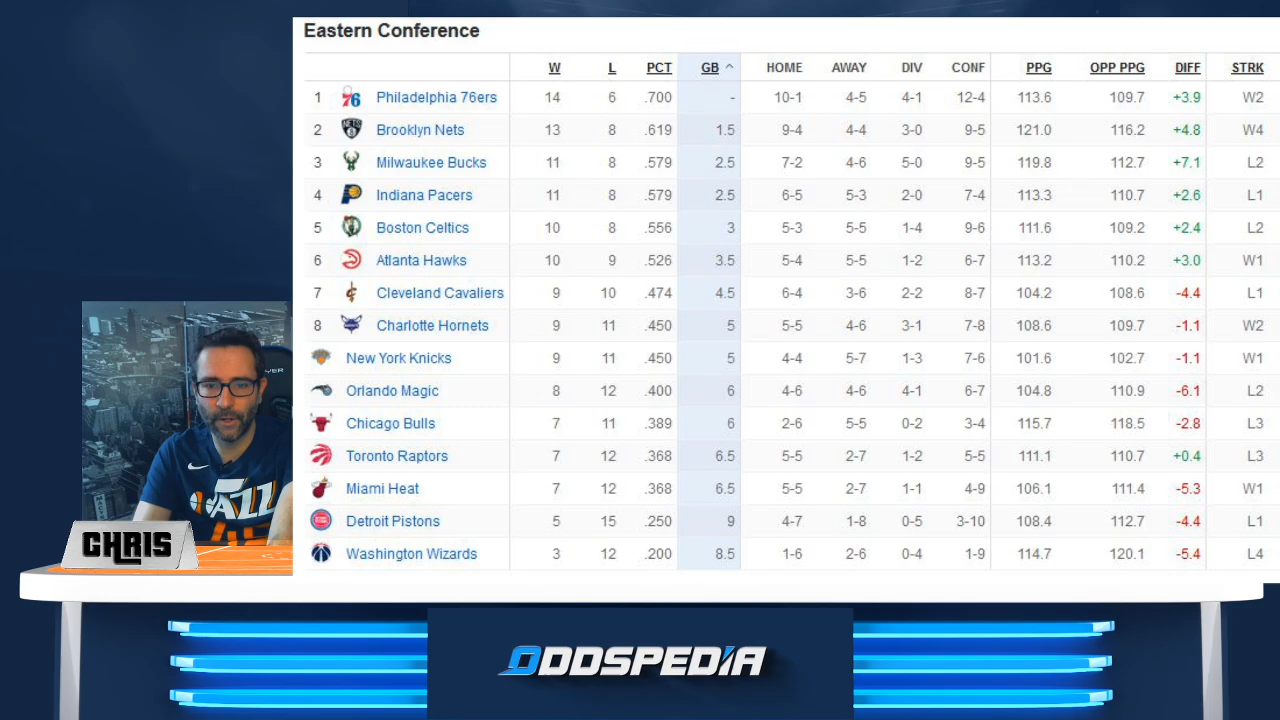 Eastern Conference
W L PCT GB HOME AWAY DIV CONF PPG OPP PPG DIFF STRK
1 76 Philadelphia 76ers 14 6 .700 - 10-1 4-5 4-1 12-4 113.6 109.7 +3.9 W2
2 NETS B Brooklyn Nets 13 8 .619 1.5 9-4 4-4 3-0 9-5 121.0 116.2 +4.8 W4
3 Milwaukee Bucks 11 8 .579 2.5 7-2 4-6 5-0 9-5 119.8 112.7 +7.1 L2
4 Indiana Pacers 11 8 .579 2.5 6-5 5-3 2-0 7-4 113.3 110.7 +2.6 L1
5 Boston Celtics 10 8 .556 3 5-3 5-5 1-4 9-6 111.6 109.2 +2.4 L2
6 Atlanta Hawks 10 9 .526 3.5 5-4 5-5 1-2 6-7 113.2 110.2 +3.0 W1
7 Cleveland Cavaliers 9 10 .474 4.5 6-4 3-6 2-2 8-7 104.2 108.6 -4.4 L1
8 Charlotte Hornets 9 11 .450 5 5-5 4-6 3-1 7-8 108.6 109.7 -1.1 W2
New York Knicks 9 11 .450 5 4-4 5-7 1-3 7-6 101.6 102.7 -1.1 W1
Orlando Magic 8 12 .400 6 4-6 4-6 4-1 6-7 104.8 110.9 -6.1 L2
Chicago Bulls 7 11 .389 6 2-6 5-5 0-2 3-4 115.7 118.5 -2.8 L3
Toronto Raptors 7 12 .368 6.5 5-5 2-7 1-2 5-5 111.1 110.7 +0.4 L3
Miami Heat 7 12 .368 6.5 5-5 2-7 1-1 4-9 106.1 111.4 -5.3 W1
Detroit Pistons 5 15 .250 9 4-7 1-8 0-5 3-10 108.4 112.7 -4.4 L1
Washington Wizards 3 12 .200 8.5 1-6 2-6 0-4 1-9 114.7 120.1 -5.4 L4
YER
JAZZ
CHRIS
ODDSPEDIA